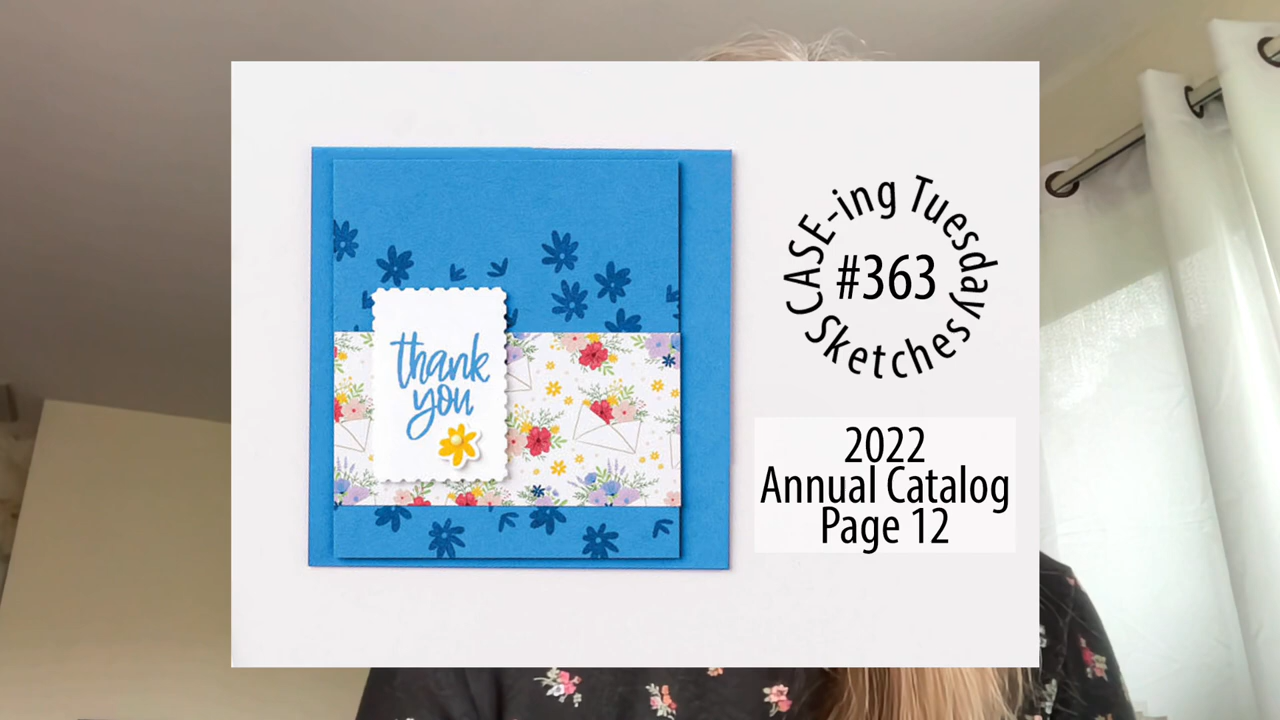 thank
you
CASE-ing Tuesday
#363
Sketches
2022
Annual Catalog
Page 12